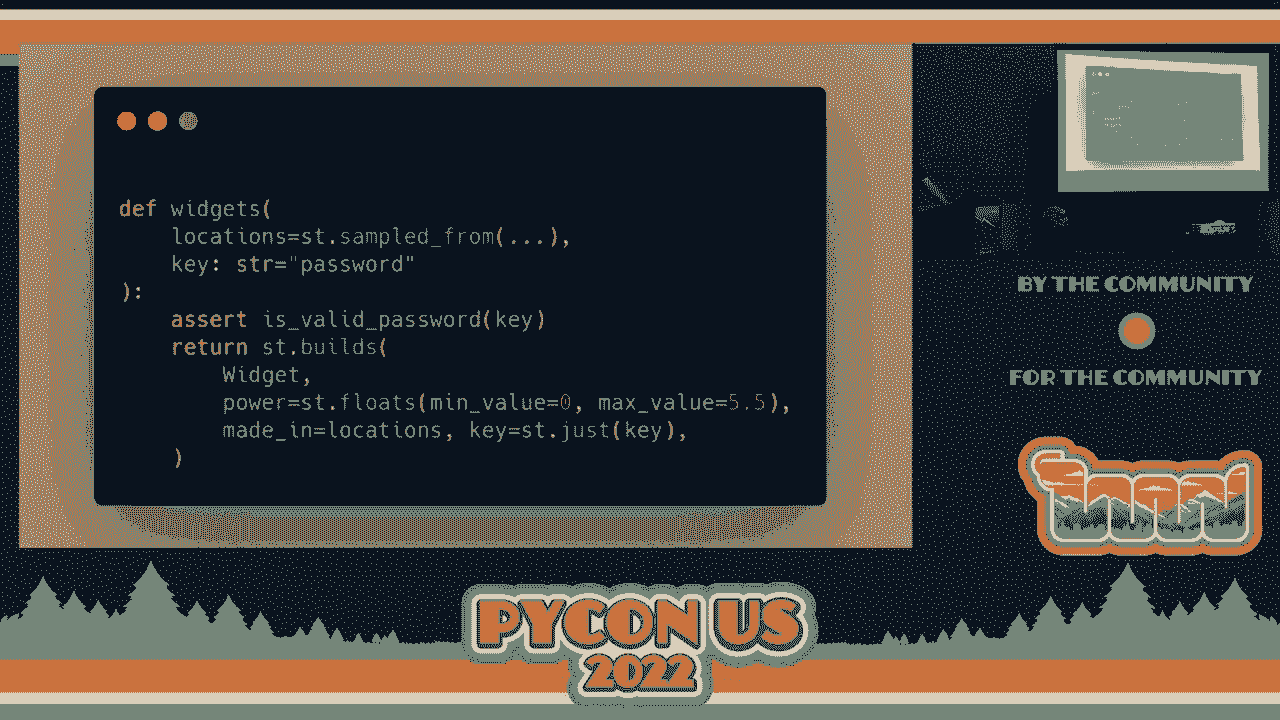 def widgets(
    locations=st.sampled_from(...),
    key: str="password"
):
    assert is_valid_password(key)
    return st.builds(
        Widget,
        power=st.floats(min_value=0, max_value=5.5),
        made_in=locations, key=st.just(key),
    )
BY THE COMMUNITY
FOR THE COMMUNITY
PYCON US
2022